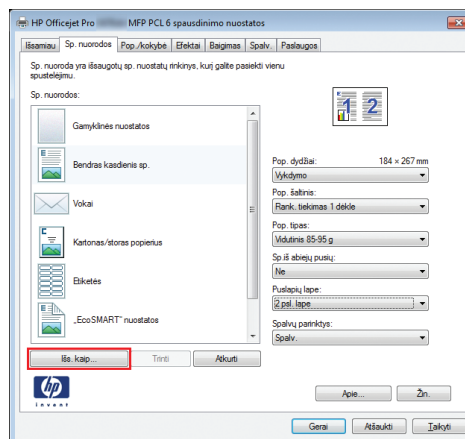 HP Officejet Pro MFP PCL 6 spausdinimo nuostatos
Išsamiau Sp. nuorodos Pop./kokybė Efektai Baigimas Spalv. Paslaugos
Sp. nuoroda yra išsaugotų sp. nuostatų rinkinys, kurį galite pasiekti vienu
spustelėjimu.
Sp. nuorodos:
Gamyklinės nuostatos
1 2
Bendras kasdienis sp.
Pop. dydžiai: 184 × 267 mm
Vykdymo
Vokai
Pop. šaltinis:
Rank. tiekimas 1 dėkle
Pop. tipas:
Vidutinis 85-95 g
Kartonas/storas popierius
Sp.iš abiejų pusių:
Ne
Etiketės
Puslapių lape:
2 psl. lape
„EcoSMART“ nuostatos
Spalvų parinktys:
Spalv.
Išs. kaip... Trinti Atkurti
hp
invent
Apie... Žin.
Gerai Atšaukti Taikyti